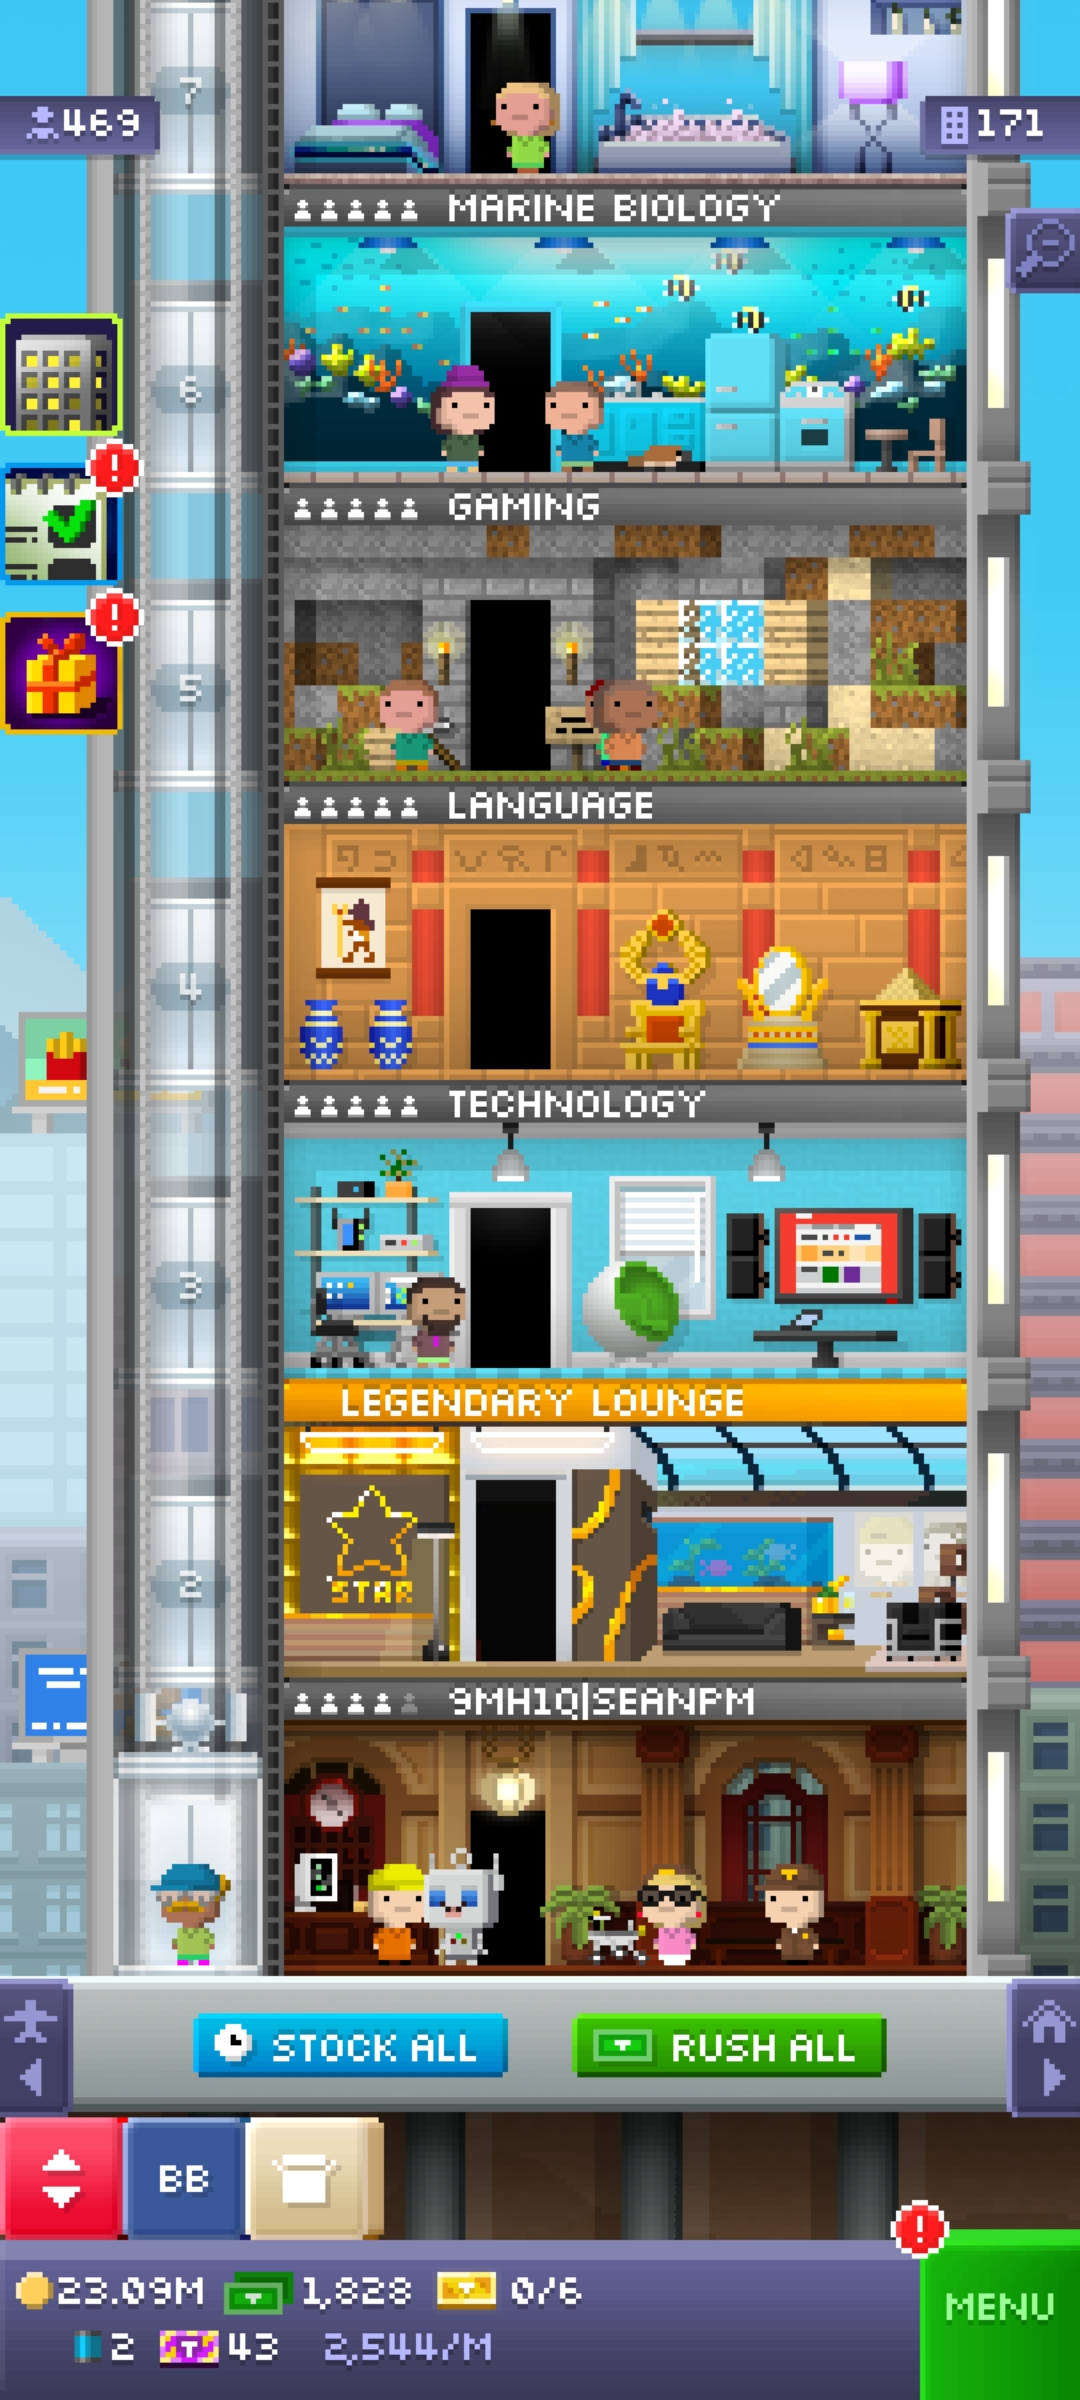 7
469
171
MARINE BIOLOGY
6
GAMING
5
LANGUAGE
4
TECHNOLOGY
3
LEGENDARY LOUNGE
STAR
2
9MH1Q|SEANPM
STOCK ALL
RUSH ALL
BB
23.09M 1,828 0/6
MENU
2 T 43 2,544/M